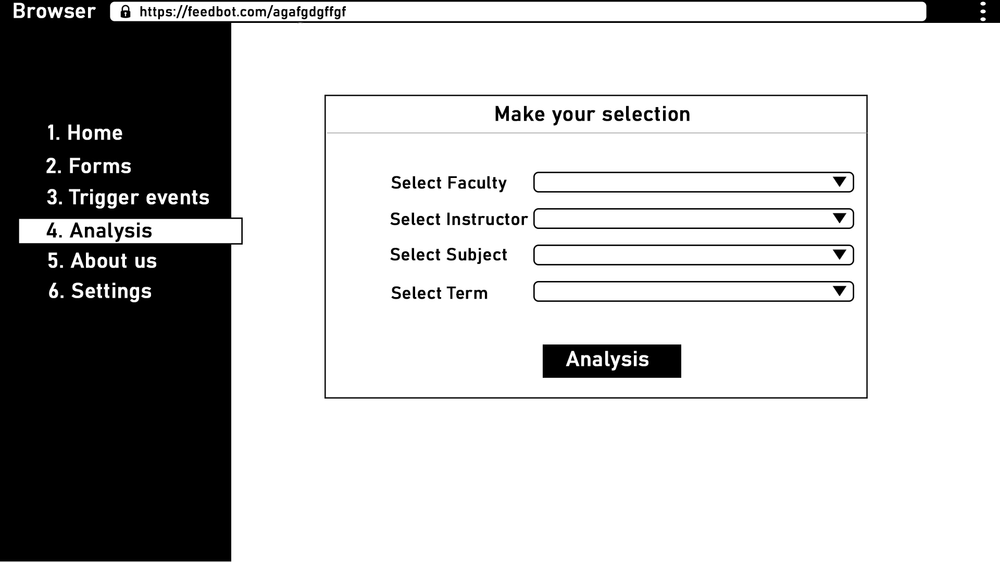 Browser
https://feedbot.com/agafgdgffgf
1. Home
2. Forms
3. Trigger events
4. Analysis
5. About us
6. Settings
Make your selection
Select Faculty
Select Instructor
Select Subject
Select Term
Analysis